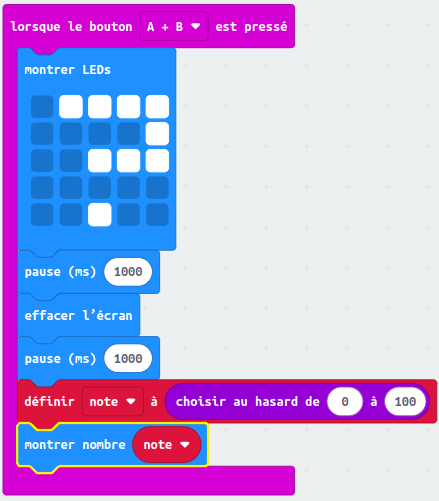 lorsque le bouton A + B est pressé
montrer LEDs
pause (ms) 1000
effacer l’écran
pause (ms) 1000
définir note à choisir au hasard de 0 à 100
montrer nombre note